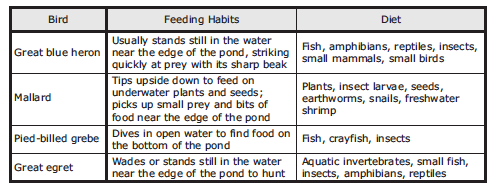 Bird Feeding Habits Diet
Great blue heron
Usually stands still in the water
near the edge of the pond, striking
quickly at prey with its sharp beak
Fish, amphibians, reptiles, insects,
small mammals, small birds
Mallard
Tips upside down to feed on
underwater plants and seeds;
picks up small prey and bits of
food near the edge of the pond
Plants, insect larvae, seeds,
earthworms, snails, freshwater
shrimp
Pied-billed grebe
Dives in open water to find food on
the bottom of the pond
Fish, crayfish, insects
Great egret
Wades or stands still in the water
near the edge of the pond to hunt
Aquatic invertebrates, small fish,
insects, amphibians, reptiles